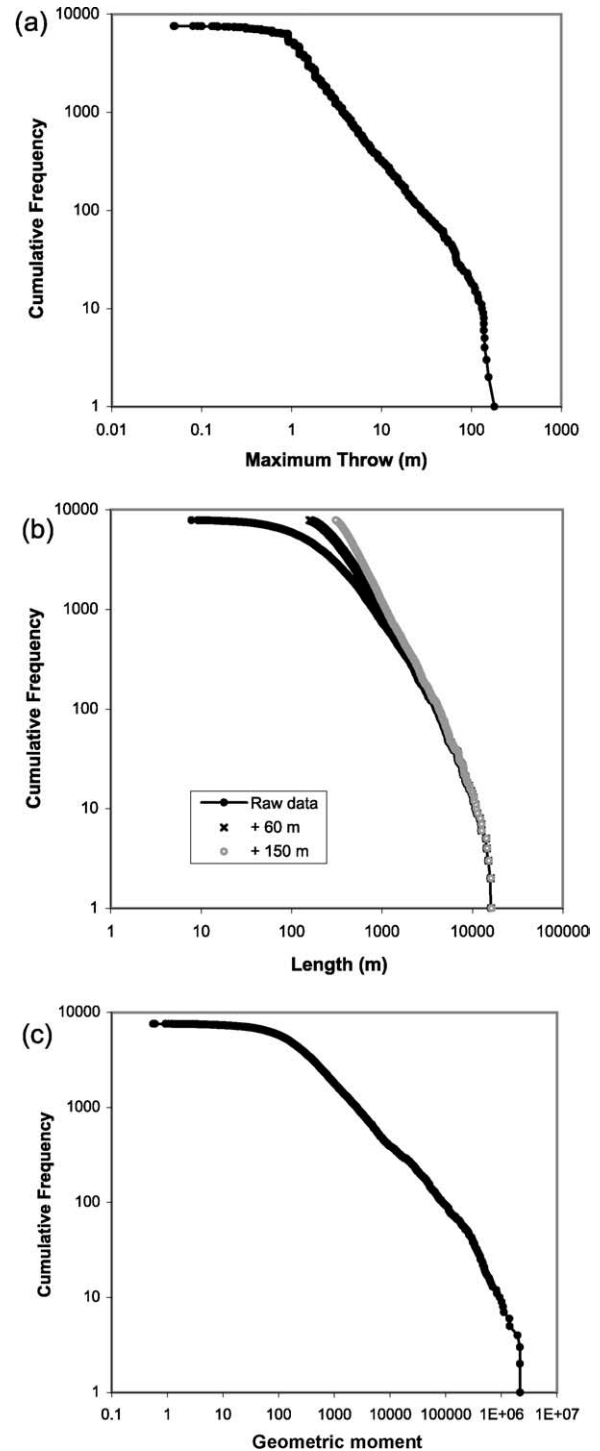 (a)
10000
1000
100
10
1
Cumulative Frequency
0.01 0.1 1 10 100 1000
Maximum Throw (m)
(b)
10000
1000
100
10
1
Cumulative Frequency
Raw data
+ 60 m
+ 150 m
1 10 100 1000 10000 100000
Length (m)
(c)
10000
1000
100
10
1
Cumulative Frequency
0.1 1 10 100 1000 10000 100000 1E+06 1E+07
Geometric moment